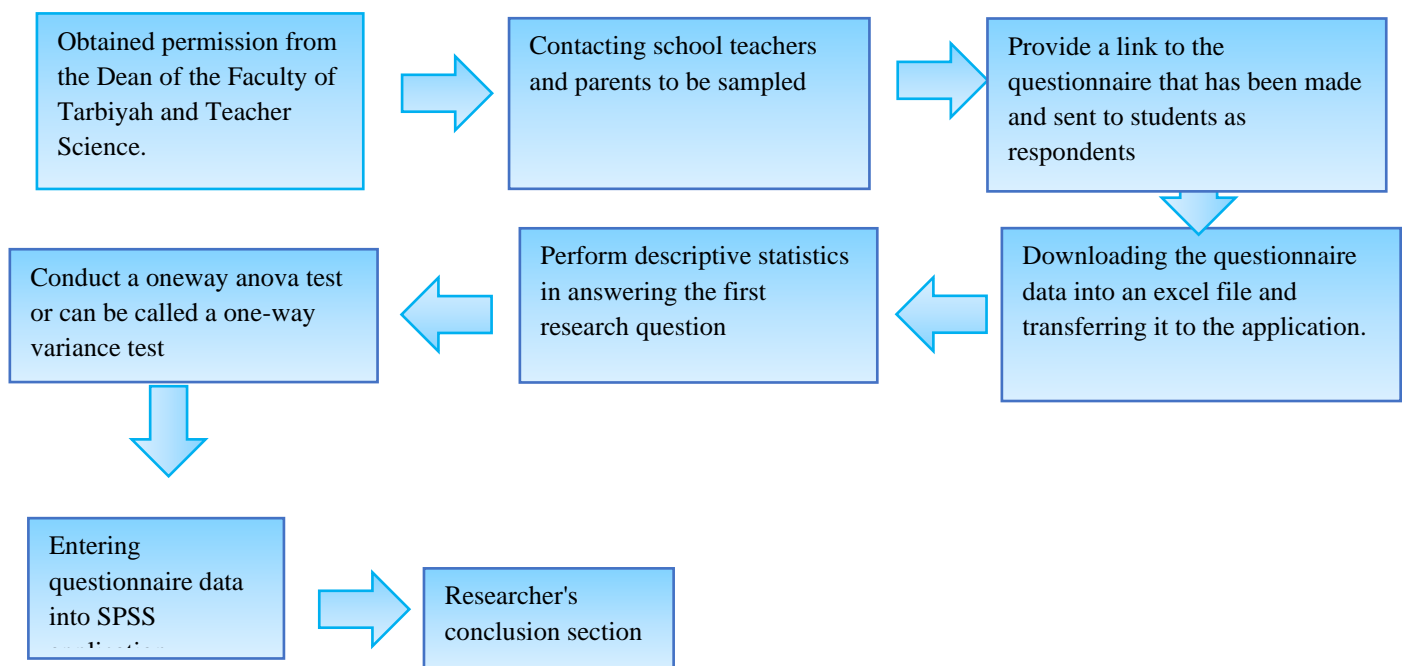 Obtained permission from
the Dean of the Faculty of
Tarbiyah and Teacher
Science.
Contacting school teachers
and parents to be sampled
Provide a link to the
questionnaire that has been made
and sent to students as
respondents
Downloading the questionnaire
data into an excel file and
transferring it to the application.
Perform descriptive statistics
in answering the first
research question
Conduct a oneway anova test
or can be called a one-way
variance test
Entering
questionnaire data
into SPSS
Researcher's
conclusion section